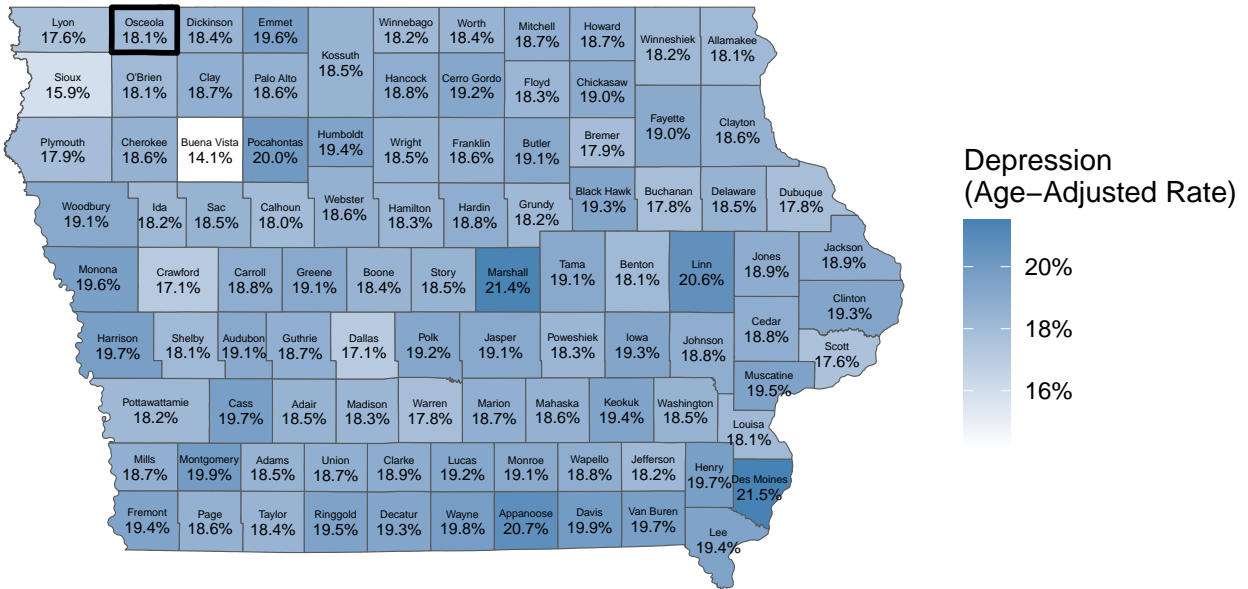 Lyon
17.6%
Osceola
18.1%
Dickinson
18.4%
Emmet
19.6%
Kossuth
18.5%
Winnebago
18.2%
Worth
18.4%
Mitchell
18.7%
Howard
18.7%
Winneshiek
18.2%
Allamakee
18.1%
Sioux
15.9%
O'Brien
18.1%
Clay
18.7%
Palo Alto
18.6%
Hancock
18.8%
Cerro Gordo
19.2%
Floyd
18.3%
Chickasaw
19.0%
Fayette
19.0%
Clayton
18.6%
Plymouth
17.9%
Cherokee
18.6%
Buena Vista
14.1%
Pocahontas
20.0%
Humboldt
19.4%
Wright
18.5%
Franklin
18.6%
Butler
19.1%
Bremer
17.9%
Woodbury
19.1%
Ida
18.2%
Sac
18.5%
Calhoun
18.0%
Webster
18.6%
Hamilton
18.3%
Hardin
18.8%
Grundy
18.2%
Black Hawk
19.3%
Buchanan
17.8%
Delaware
18.5%
Dubuque
17.8%
Monona
19.6%
Crawford
17.1%
Carroll
18.8%
Greene
19.1%
Boone
18.4%
Story
18.5%
Marshall
21.4%
Tama
19.1%
Benton
18.1%
Linn
20.6%
Jones
18.9%
Jackson
18.9%
Clinton
19.3%
Harrison
19.7%
Shelby
18.1%
Audubon
19.1%
Guthrie
18.7%
Dallas
17.1%
Polk
19.2%
Jasper
19.1%
Poweshiek
18.3%
Iowa
19.3%
Johnson
18.8%
Cedar
18.8%
Scott
17.6%
Muscatine
19.5%
Pottawattamie
18.2%
Cass
19.7%
Adair
18.5%
Madison
18.3%
Warren
17.8%
Marion
18.7%
Mahaska
18.6%
Keokuk
19.4%
Washington
18.5%
Louisa
18.1%
Mills
18.7%
Montgomery
19.9%
Adams
18.5%
Union
18.7%
Clarke
18.9%
Lucas
19.2%
Monroe
19.1%
Wapello
18.8%
Jefferson
18.2%
Henry
19.7%
Des Moines
21.5%
Fremont
19.4%
Page
18.6%
Taylor
18.4%
Ringgold
19.5%
Decatur
19.3%
Wayne
19.8%
Appanoose
20.7%
Davis
19.9%
Van Buren
19.7%
Lee
19.4%
Depression
(Age−Adjusted Rate)
20%
18%
16%